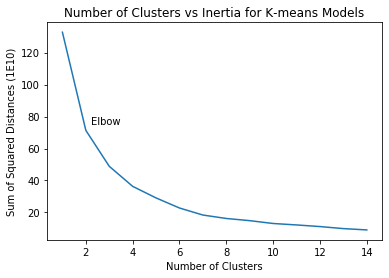 Number of Clusters vs Inertia for K-means Models
Sum of Squared Distances (1E10)
120
100
80
60
40
20
Elbow
2 4 6 8 10 12 14
Number of Clusters